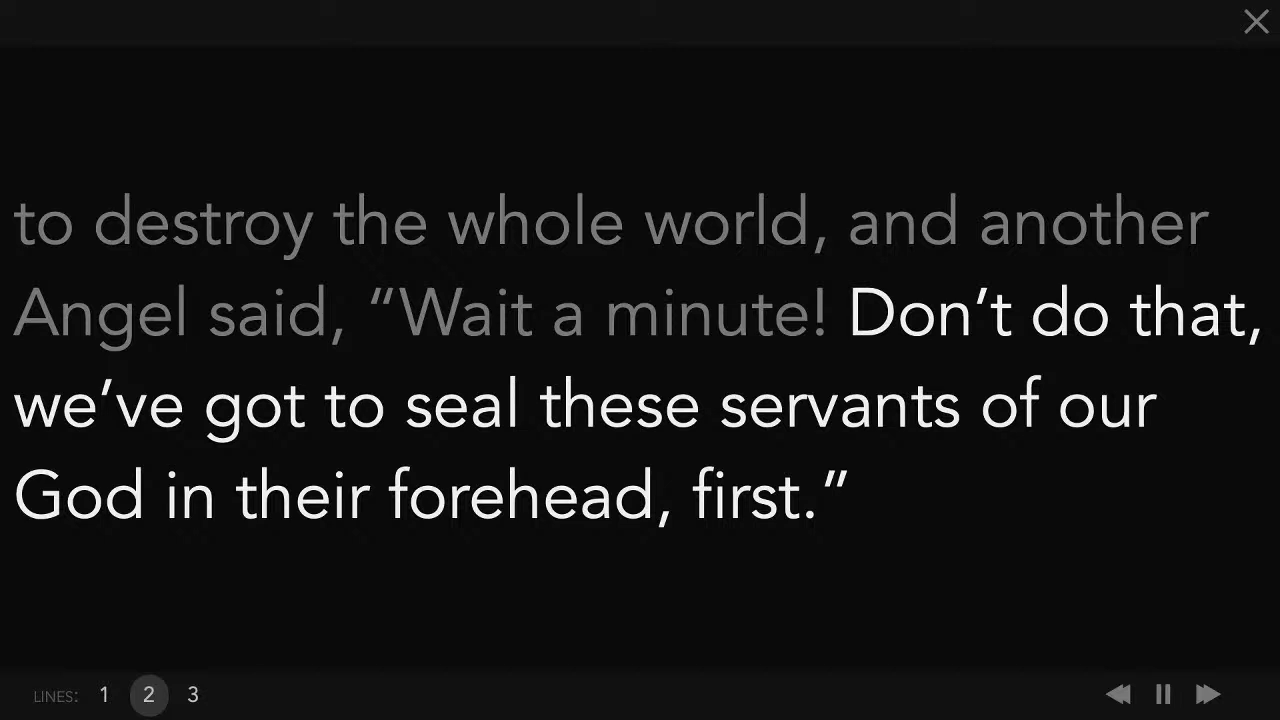 to destroy the whole world, and another
Angel said, “Wait a minute! Don’t do that,
we’ve got to seal these servants of our
God in their forehead, first.”
LINES: 1 2 3